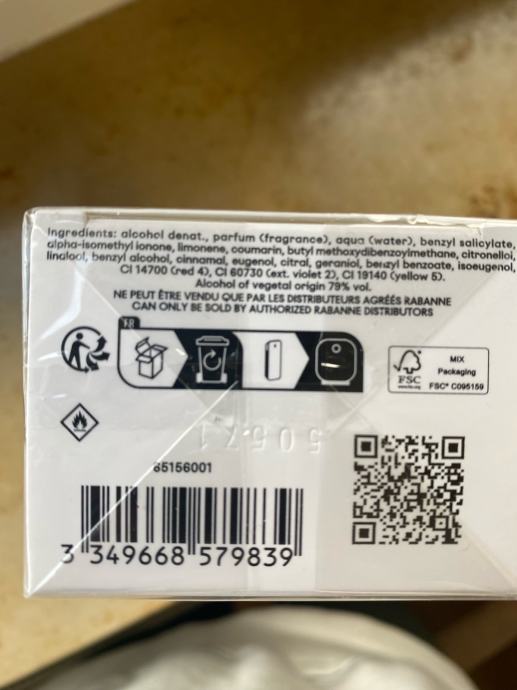 Ingredients: alcohol denat., parfum (fragrance), aqua (water), benzyl salicylate,
alpha-isomethyl ionone, limonene, coumarin, butyl methoxydibenzoylmethane, citronellol,
linalool, benzyl alcohol, cinnamal, eugenol, citral, geraniol, benzyl benzoate, isoeugenol,
CI 14700 (red 4), CI 60730 (ext. violet 2), CI 19140 (yellow 5).
Alcohol of vegetal origin 79% vol.
NE PEUT ÊTRE VENDU QUE PAR LES DISTRIBUTEURS AGRÉÉS RABANNE
CAN ONLY BE SOLD BY AUTHORIZED RABANNE DISTRIBUTORS
FR
FSC
MIX
Packaging
FSC® C095159
50571
65156001
3 349668 579839